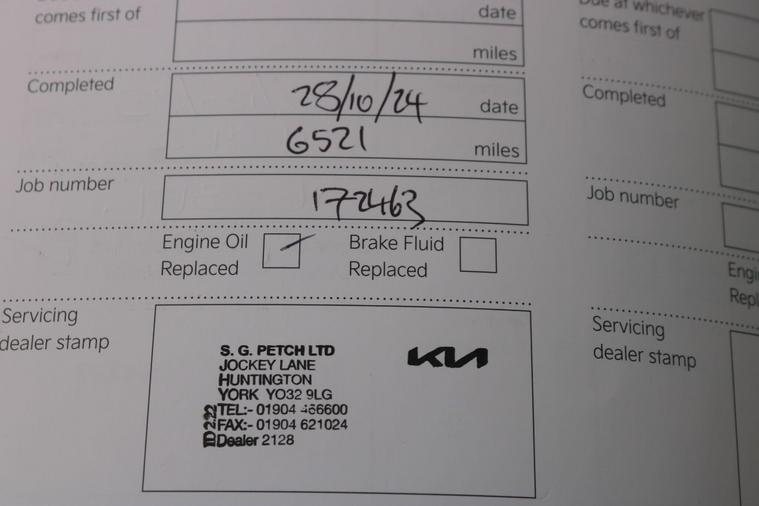 comes first of
date
miles
Completed
28/10/24 date
6521 miles
Job number
172463
Engine Oil Replaced
Brake Fluid Replaced
Servicing dealer stamp
S. G. PETCH LTD
JOCKEY LANE
HUNTINGTON
YORK YO32 9LG
TEL:- 01904 466600
FAX:- 01904 621024
Dealer 2128
KIA
Due at whichever
comes first of
Completed
Job number
Servicing
dealer stamp